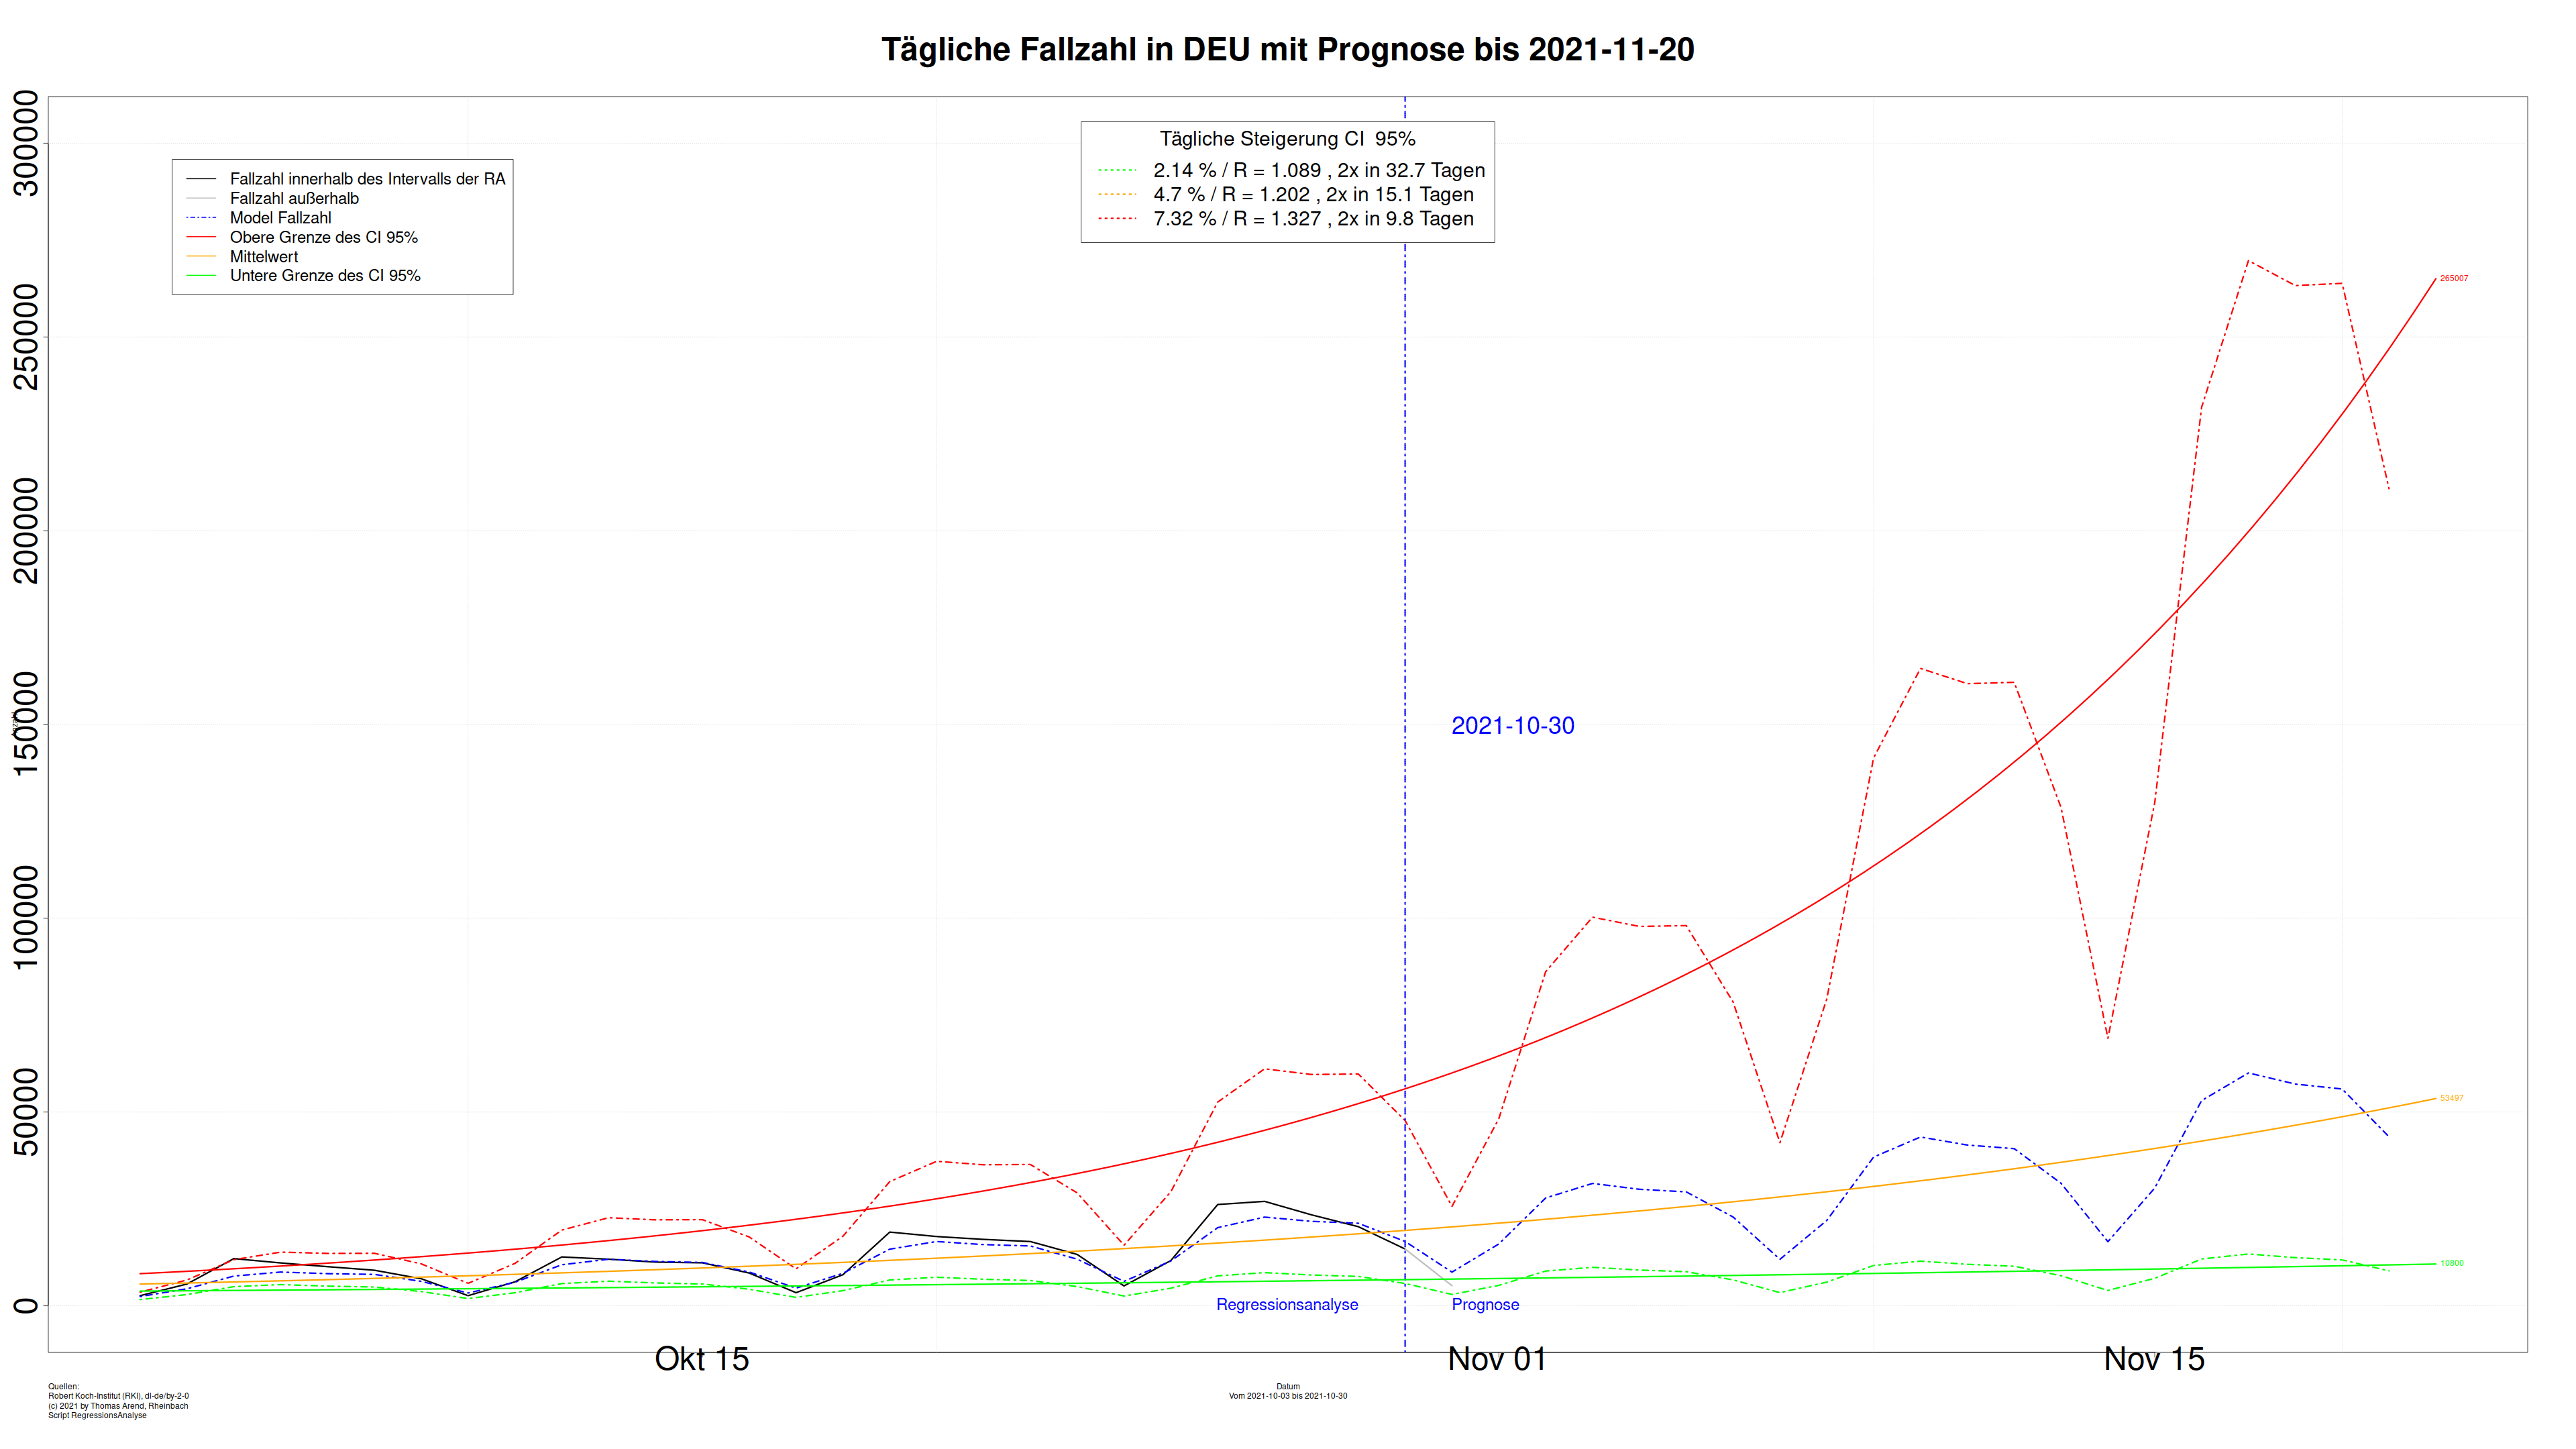 Tägliche Fallzahl in DEU mit Prognose bis 2021-11-20
Tägliche Steigerung CI 95%
2.14 % / R = 1.089 , 2x in 32.7 Tagen
4.7 % / R = 1.202 , 2x in 15.1 Tagen
7.32 % / R = 1.327 , 2x in 9.8 Tagen
Fallzahl innerhalb des Intervalls der RA
Fallzahl außerhalb
Model Fallzahl
Obere Grenze des CI 95%
Mittelwert
Untere Grenze des CI 95%
300000
250000
200000
150000
100000
50000
0
265007
2021-10-30
53497
10800
Regressionsanalyse
Prognose
Okt 15
Nov 01
Nov 15
Datum
Vom 2021-10-03 bis 2021-10-30
Quellen:
Robert Koch-Institut (RKI), dl-de/by-2-0
(c) 2021 by Thomas Arend, Rheinbach
Script RegressionsAnalyse